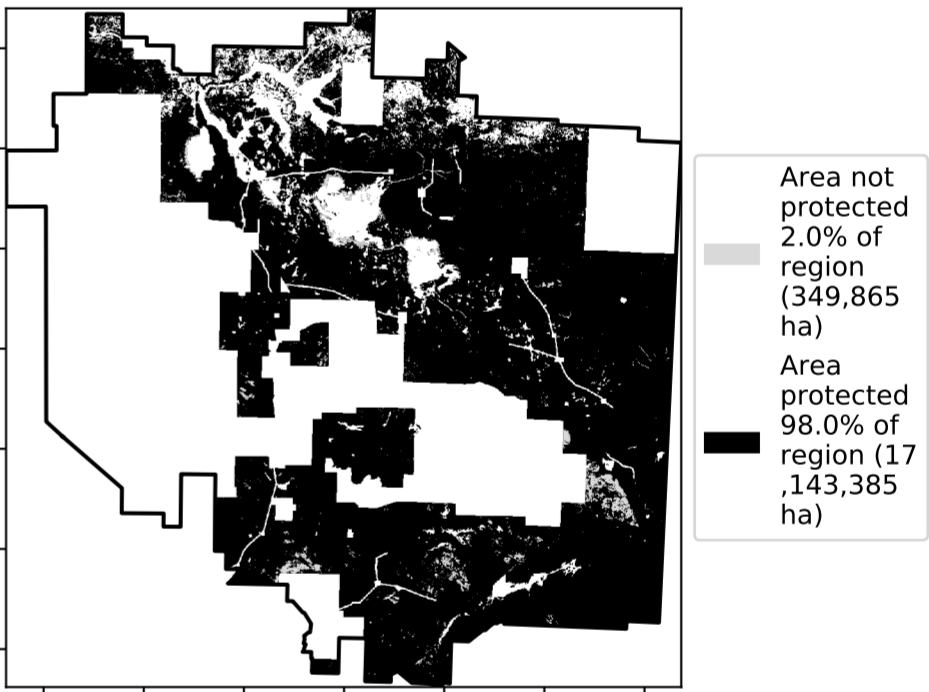 Area not
protected
2.0% of
region
(349,865
ha)
Area
protected
98.0% of
region (17
,143,385
ha)